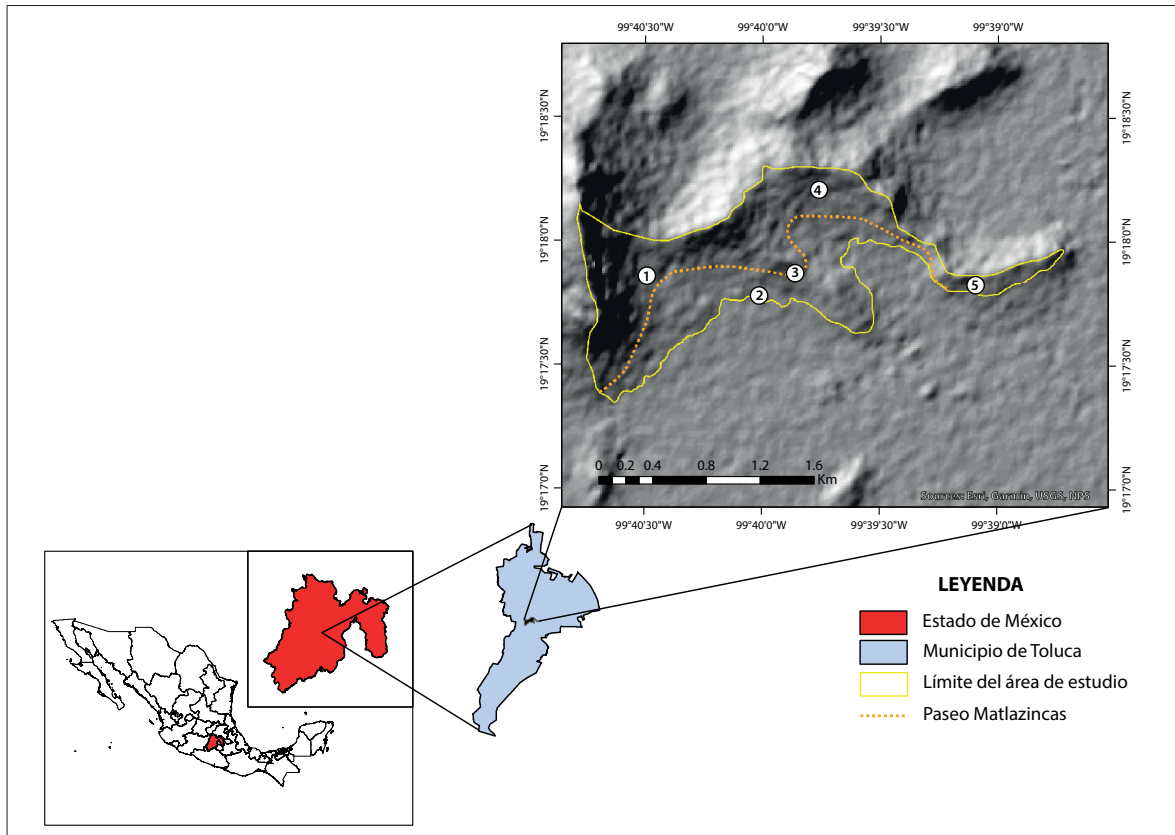 99°40'30"W 99°40'0"W 99°39'30"W 99°39'0"W
19°18'30"N 19°18'30"N
4
19°18'0"N 19°18'0"N
1
3
2
5
19°17'30"N 19°17'30"N
0 0.2 0.4 0.8 1.2 1.6
Km
19°17'0"N 19°17'0"N
Sources: Esri, Garmin, USGS, NPS
99°40'30"W 99°40'0"W 99°39'30"W 99°39'0"W
LEYENDA
Estado de México
Municipio de Toluca
Límite del área de estudio
Paseo Matlazincas